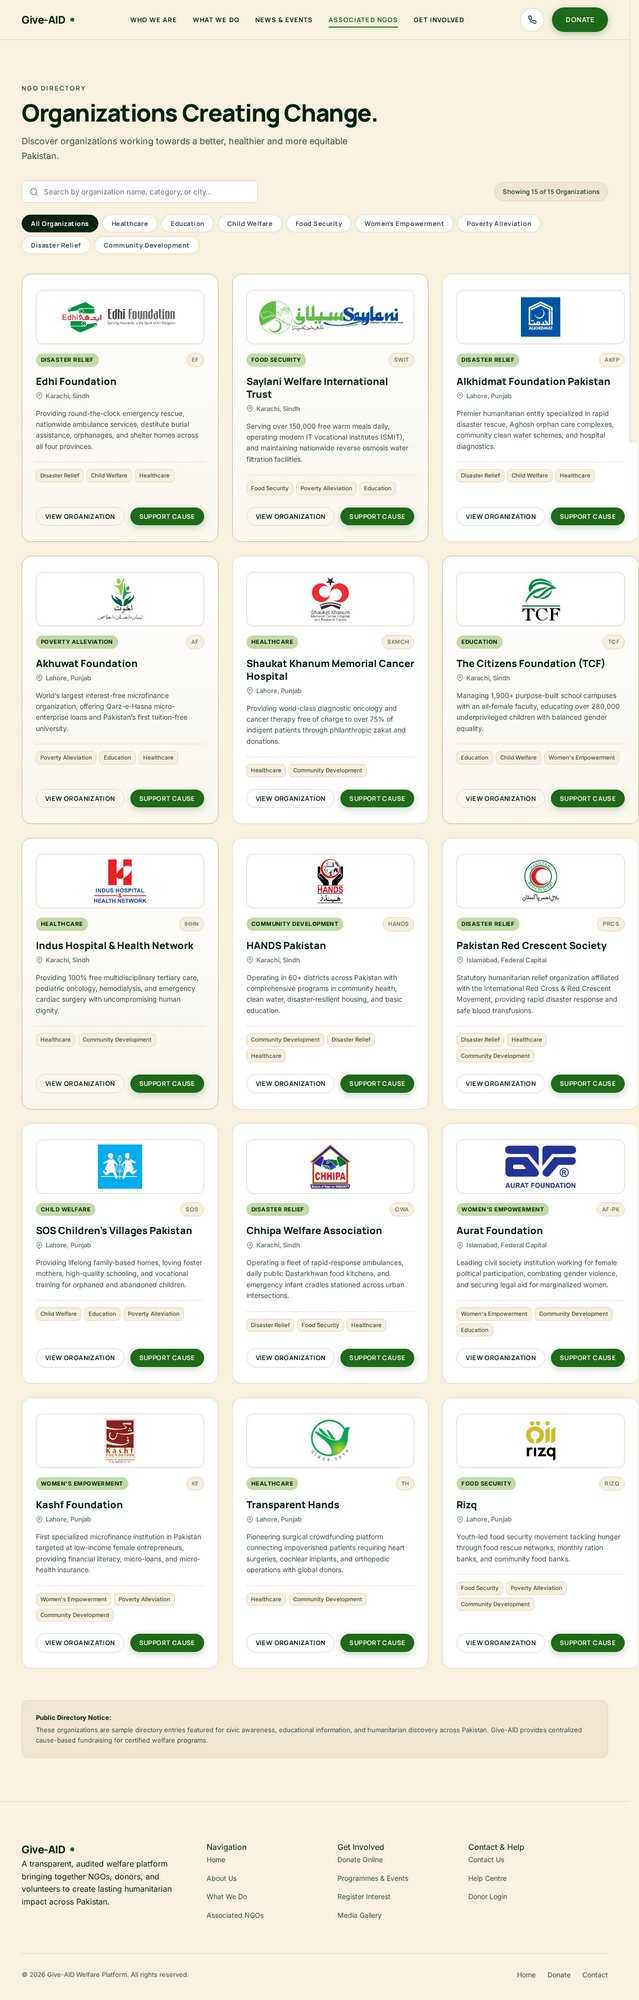 Give-AID
WHO WE ARE
WHAT WE DO
NEWS & EVENTS
ASSOCIATED NGOS
GET INVOLVED
DONATE
NGO DIRECTORY
Organizations Creating Change.
Discover organizations working towards a better, healthier and more equitable
Pakistan.
Search by organization name, category, or city...
Showing 15 of 15 Organizations
All Organizations
Healthcare
Education
Child Welfare
Food Security
Women's Empowerment
Poverty Alleviation
Disaster Relief
Community Development
Edhi Foundation
DISASTER RELIEF
EF
Edhi Foundation
Karachi, Sindh
Providing round-the-clock emergency rescue,
nationwide ambulance services, destitute burial
assistance, orphanages, and shelter homes across
all four provinces.
Disaster Relief
Child Welfare
Healthcare
VIEW ORGANIZATION
SUPPORT CAUSE
سیلانی Saylani
FOOD SECURITY
SWIT
Saylani Welfare International
Trust
Karachi, Sindh
Serving over 150,000 free warm meals daily,
operating modern IT vocational institutes (SMIT),
and maintaining nationwide reverse osmosis water
filtration facilities.
Food Security
Poverty Alleviation
Education
VIEW ORGANIZATION
SUPPORT CAUSE
ALKHIDMAT
DISASTER RELIEF
AKFP
Alkhidmat Foundation Pakistan
Lahore, Punjab
Premier humanitarian entity specialized in rapid
disaster rescue, Aghosh orphan care complexes,
community clean water schemes, and hospital
diagnostics.
Disaster Relief
Child Welfare
Healthcare
VIEW ORGANIZATION
SUPPORT CAUSE
اخوت
POVERTY ALLEVIATION
AF
Akhuwat Foundation
Lahore, Punjab
World's largest interest-free microfinance
organization, offering Qarz-e-Hasna micro-
enterprise loans and Pakistan's first tuition-free
university.
Poverty Alleviation
Education
Healthcare
VIEW ORGANIZATION
SUPPORT CAUSE
Shaukat Khanum
Memorial Cancer Hospital
and Research Centre
HEALTHCARE
SKMCH
Shaukat Khanum Memorial Cancer
Hospital
Lahore, Punjab
Providing world-class diagnostic oncology and
cancer therapy free of charge to over 75% of
indigent patients through philanthropic zakat and
donations.
Healthcare
Community Development
VIEW ORGANIZATION
SUPPORT CAUSE
TCF
EDUCATION
TCF
The Citizens Foundation (TCF)
Karachi, Sindh
Managing 1,900+ purpose-built school campuses
with an all-female faculty, educating over 280,000
underprivileged children with balanced gender
equality.
Education
Child Welfare
Women's Empowerment
VIEW ORGANIZATION
SUPPORT CAUSE
INDUS HOSPITAL
&
HEALTH NETWORK
HEALTHCARE
IHHN
Indus Hospital & Health Network
Karachi, Sindh
Providing 100% free multidisciplinary tertiary care,
pediatric oncology, hemodialysis, and emergency
cardiac surgery with uncompromising human
dignity.
Healthcare
Community Development
VIEW ORGANIZATION
SUPPORT CAUSE
HANDS
COMMUNITY DEVELOPMENT
HANDS
HANDS Pakistan
Karachi, Sindh
Operating in 60+ districts across Pakistan with
comprehensive programs in community health,
clean water, disaster-resilient housing, and basic
education.
Community Development
Disaster Relief
Healthcare
VIEW ORGANIZATION
SUPPORT CAUSE
ہلال احمر پاکستان
DISASTER RELIEF
PRCS
Pakistan Red Crescent Society
Islamabad, Federal Capital
Statutory humanitarian relief organization affiliated
with the International Red Cross & Red Crescent
Movement, providing rapid disaster response and
safe blood transfusions.
Disaster Relief
Healthcare
Community Development
VIEW ORGANIZATION
SUPPORT CAUSE
CHILD WELFARE
SOS
SOS Children's Villages Pakistan
Lahore, Punjab
Providing lifelong family-based homes, loving foster
mothers, high-quality schooling, and vocational
training for orphaned and abandoned children.
Child Welfare
Education
Poverty Alleviation
VIEW ORGANIZATION
SUPPORT CAUSE
CHHIPA
DISASTER RELIEF
CWA
Chhipa Welfare Association
Karachi, Sindh
Operating a fleet of rapid-response ambulances,
daily public Dastarkhwan food kitchens, and
emergency infant cradles stationed across urban
intersections.
Disaster Relief
Food Security
Healthcare
VIEW ORGANIZATION
SUPPORT CAUSE
AURAT FOUNDATION
WOMEN'S EMPOWERMENT
AF-PK
Aurat Foundation
Islamabad, Federal Capital
Leading civil society institution working for female
political participation, combating gender violence,
and securing legal aid for marginalized women.
Women's Empowerment
Community Development
Education
VIEW ORGANIZATION
SUPPORT CAUSE
Kashf
FOUNDATION
WOMEN'S EMPOWERMENT
KF
Kashf Foundation
Lahore, Punjab
First specialized microfinance institution in Pakistan
targeted at low-income female entrepreneurs,
providing financial literacy, micro-loans, and micro-
health insurance.
Women's Empowerment
Poverty Alleviation
Community Development
VIEW ORGANIZATION
SUPPORT CAUSE
SINCE 2014
HEALTHCARE
TH
Transparent Hands
Lahore, Punjab
Pioneering surgical crowdfunding platform
connecting impoverished patients requiring heart
surgeries, cochlear implants, and orthopedic
operations with global donors.
Healthcare
Community Development
VIEW ORGANIZATION
SUPPORT CAUSE
rızq
FOOD SECURITY
RIZQ
Rizq
Lahore, Punjab
Youth-led food security movement tackling hunger
through food rescue networks, monthly ration
banks, and community food banks.
Food Security
Poverty Alleviation
Community Development
VIEW ORGANIZATION
SUPPORT CAUSE
Public Directory Notice:
These organizations are sample directory entries featured for civic awareness, educational information, and humanitarian discovery across Pakistan. Give-AID provides centralized
cause-based fundraising for certified welfare programs.
Give-AID
A transparent, audited welfare platform
bringing together NGOs, donors, and
volunteers to create lasting humanitarian
impact across Pakistan.
Navigation
Home
About Us
What We Do
Associated NGOs
Get Involved
Donate Online
Programmes & Events
Register Interest
Media Gallery
Contact & Help
Contact Us
Help Centre
Donor Login
© 2026 Give-AID Welfare Platform. All rights reserved.
Home
Donate
Contact